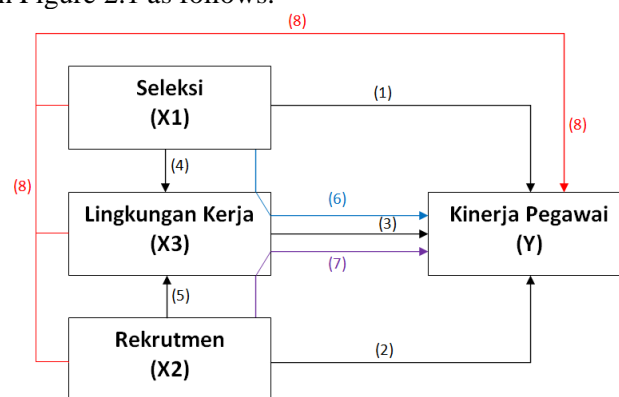 n Figure 2.1 as follows:
(8)
Seleksi
(X1)
(1)
(8)
(4)
(8)
Lingkungan Kerja
(X3)
(6)
(3)
(7)
Kinerja Pegawai
(Y)
(5)
Rekrutmen
(X2)
(2)